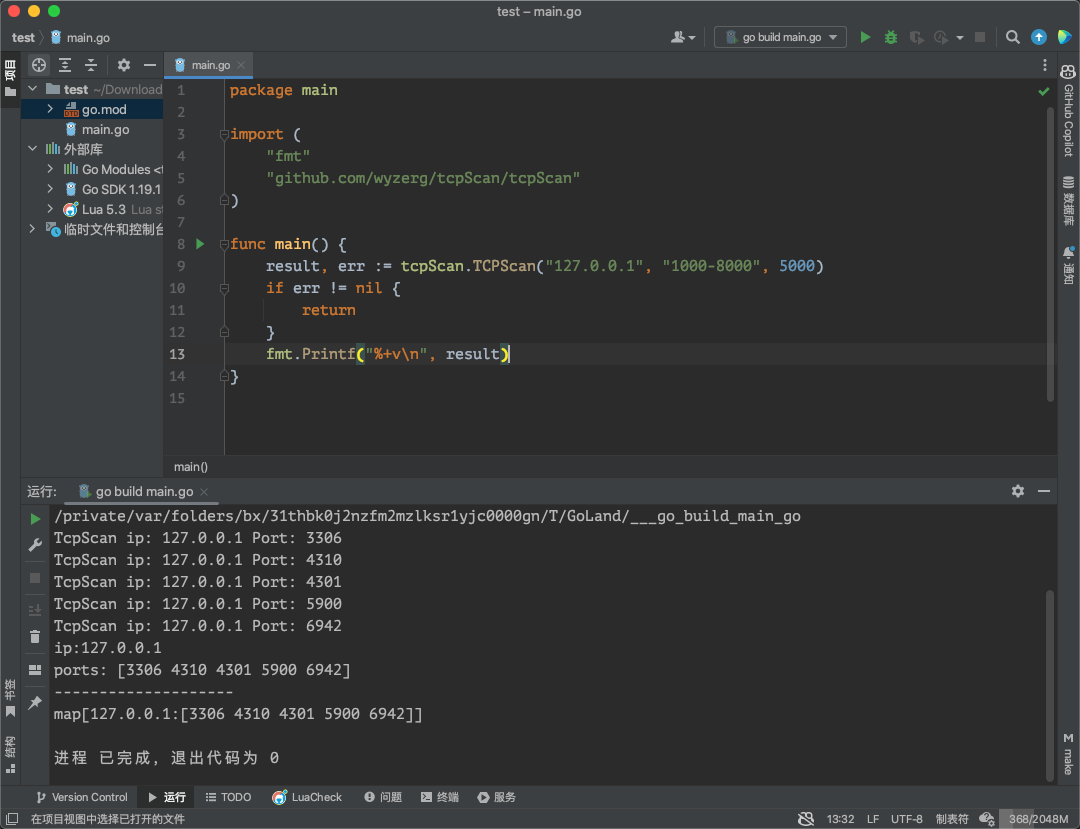 test – main.go
test main.go
go build main.go
项目
main.go
test ~/Download
go.mod
main.go
外部库
Go Modules <t
Go SDK 1.19.1
Lua 5.3 Lua st
临时文件和控制台
1 package main
2
3 import (
4 "fmt"
5 "github.com/wyzerg/tcpScan/tcpScan"
6 )
7
8 func main() {
9 result, err := tcpScan.TCPScan("127.0.0.1", "1000-8000", 5000)
10 if err != nil {
11 return
12 }
13 fmt.Printf("%+v\n", result)
14 }
15
main()
GitHub Copilot
数据库
通知
M make
运行: go build main.go
/private/var/folders/bx/31thbk0j2nzfm2mzlksr1yjc0000gn/T/GoLand/___go_build_main_go
TcpScan ip: 127.0.0.1 Port: 3306
TcpScan ip: 127.0.0.1 Port: 4310
TcpScan ip: 127.0.0.1 Port: 4301
TcpScan ip: 127.0.0.1 Port: 5900
TcpScan ip: 127.0.0.1 Port: 6942
ip:127.0.0.1
ports: [3306 4310 4301 5900 6942]
--------------------
map[127.0.0.1:[3306 4310 4301 5900 6942]]
进程 已完成, 退出代码为 0
书签
结构
Version Control 运行 TODO LuaCheck 问题 终端 服务
在项目视图中选择已打开的文件 13:32 LF UTF-8 制表符 368/2048M